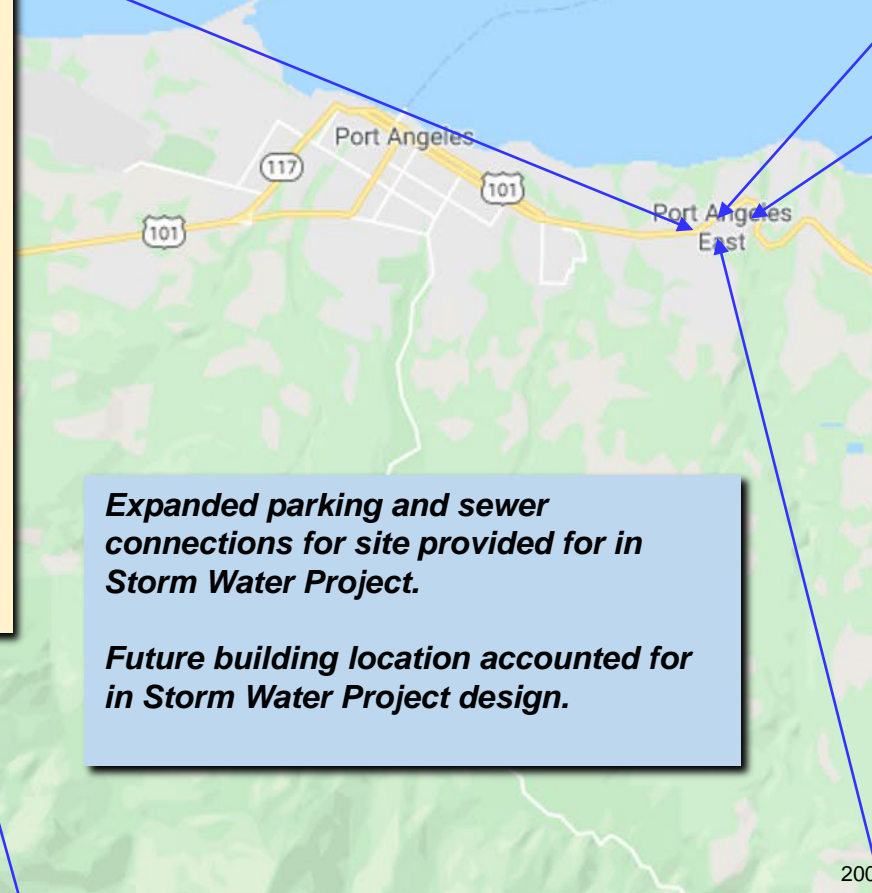 Port Angeles
117
101
101
Port Angeles
East
Expanded parking and sewer
connections for site provided for in
Storm Water Project.
Future building location accounted for
in Storm Water Project design.
200